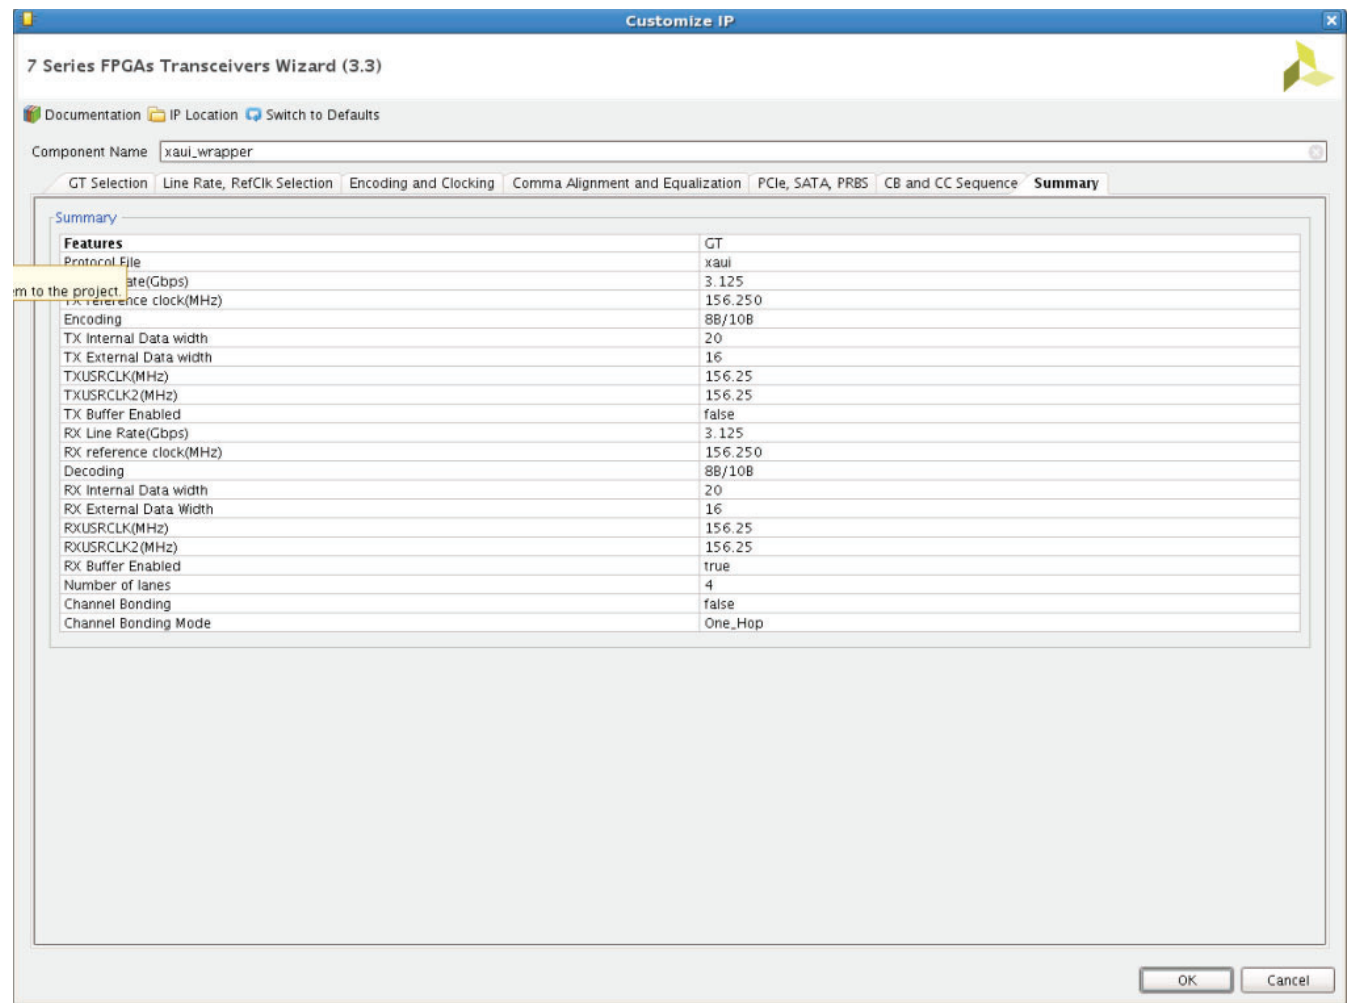 Customize IP
7 Series FPGAs Transceivers Wizard (3.3)
Documentation IP Location Switch to Defaults
Component Name xaui_wrapper
GT Selection Line Rate, RefClk Selection Encoding and Clocking Comma Alignment and Equalization PCIe, SATA, PRBS CB and CC Sequence Summary
Summary
Features GT
Protocol File xaui
ate(Gbps) 3.125
em to the project.
TX reference clock(MHz) 156.250
Encoding 8B/10B
TX Internal Data width 20
TX External Data width 16
TXUSRCLK(MHz) 156.25
TXUSRCLK2(MHz) 156.25
TX Buffer Enabled false
RX Line Rate(Gbps) 3.125
RX reference clock(MHz) 156.250
Decoding 8B/10B
RX Internal Data width 20
RX External Data Width 16
RXUSRCLK(MHz) 156.25
RXUSRCLK2(MHz) 156.25
RX Buffer Enabled true
Number of lanes 4
Channel Bonding false
Channel Bonding Mode One_Hop
OK Cancel